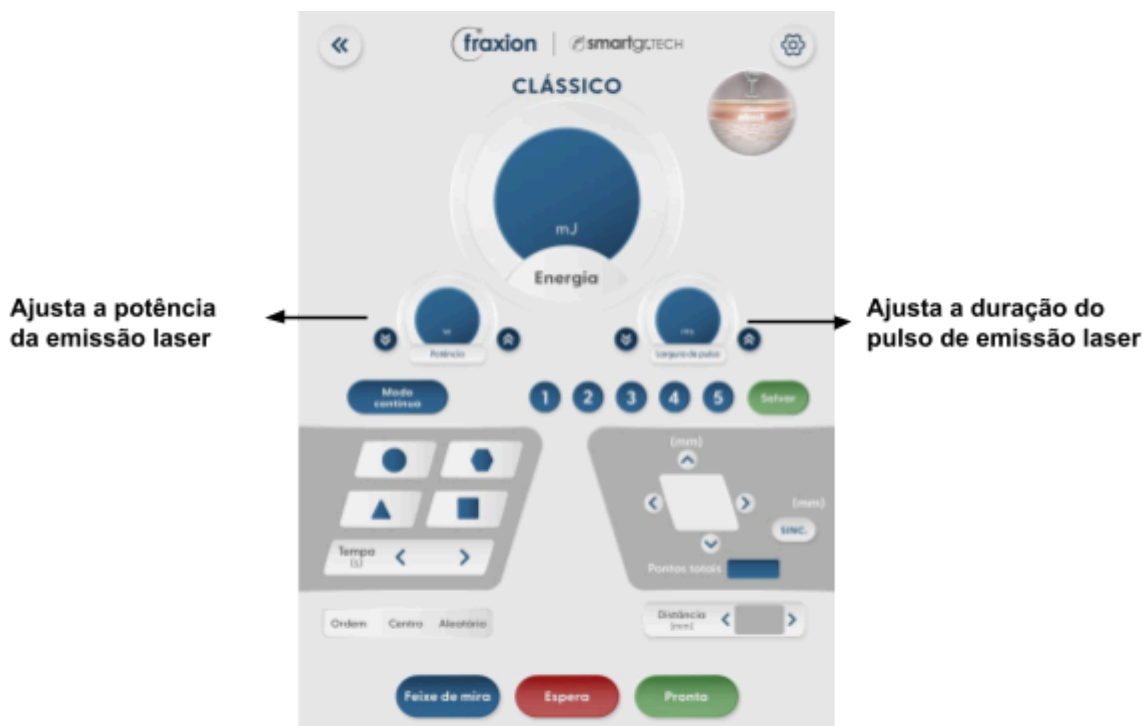 fraxion | smartgr.TECH
CLÁSSICO
mJ
Energia
Ajusta a potência
da emissão laser
w
Potência
ms
Largura de pulso
Ajusta a duração do
pulso de emissão laser
Modo
contínuo
1 2 3 4 5 Salvar
(mm)
(mm)
SINC.
Tempo
(s)
Pontos totais
Ordem Centro Aleatório
Distância
(mm)
Feixe de mira Espera Pronto